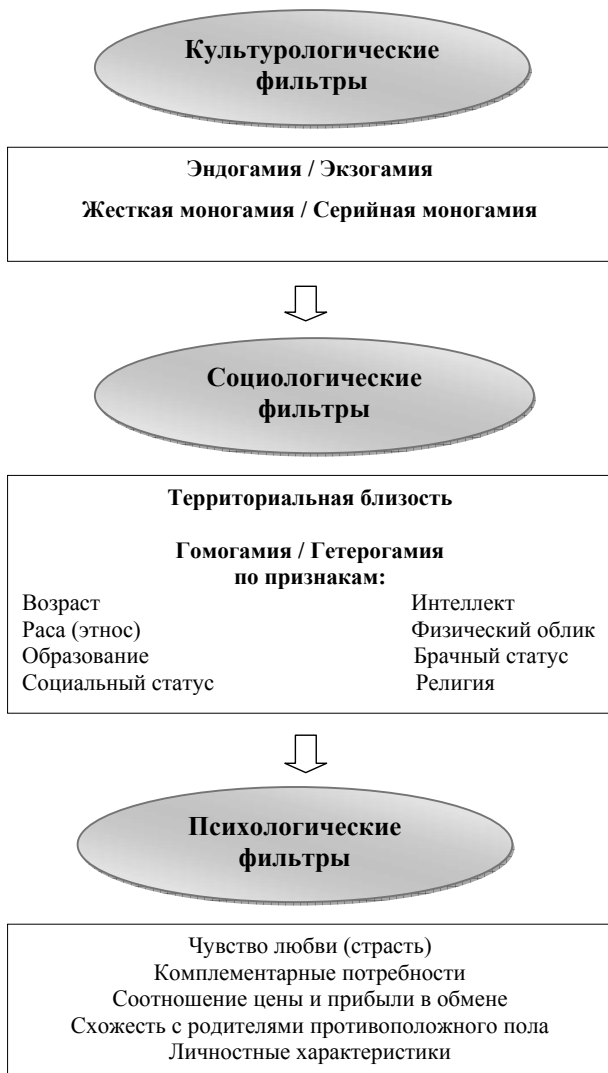 Культурологические
фильтры
Эндогамия / Экзогамия
Жесткая моногамия / Серийная моногамия
Социологические
фильтры
Территориальная близость
Гомогамия / Гетерогамия
по признакам:
Возраст Интеллект
Раса (этнос) Физический облик
Образование Брачный статус
Социальный статус Религия
Психологические
фильтры
Чувство любви (страсть)
Комплементарные потребности
Соотношение цены и прибыли в обмене
Схожесть с родителями противоположного пола
Личностные характеристики